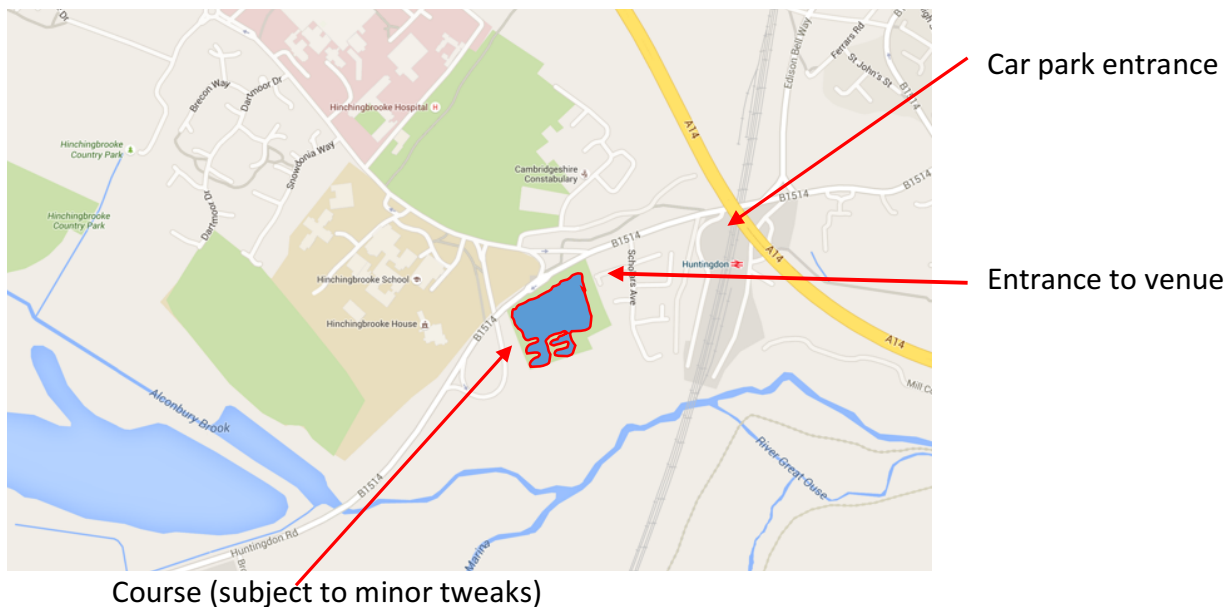 Dr
Brecon Way
Dartmoor Dr
Hinchingbrooke Hospital
H
Edison Bell Way
Ferrars Rd
St John's St
Car park entrance
A14
Hinchingbrooke
Country Park
Snowdonia Way
Cambridgeshire
Constabulary
B1514
B1514
Hinchingbrooke
Country Park
Dartmoor Dr
B1514
Scholars Ave
Huntingdon
A14
Hinchingbrooke School
Entrance to venue
Hinchingbrooke House
B1514
A14
Alconbury Brook
Mill C
River Great Ouse
B1514
Huntingdon Rd
Marina
Course (subject to minor tweaks)